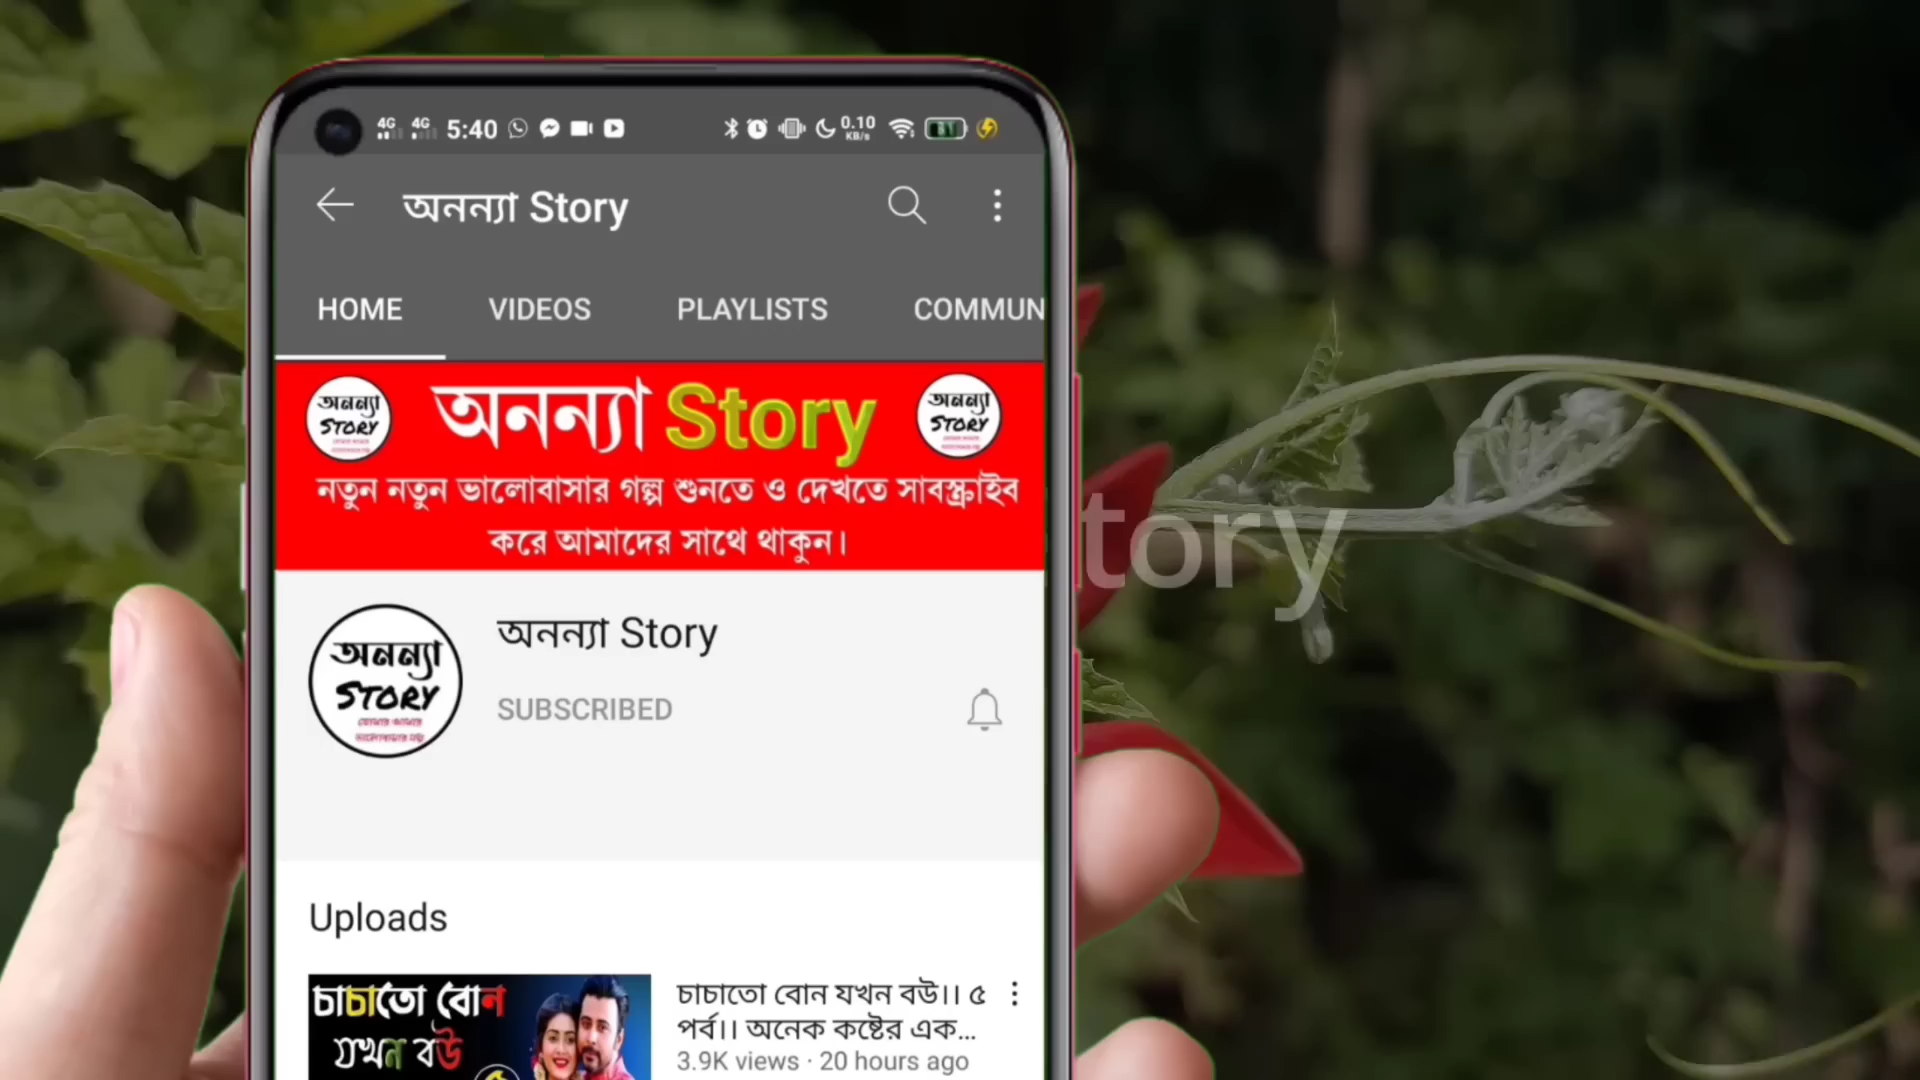 4G 4G 5:40 0.10 KB/s
অনন্যা Story
HOME VIDEOS PLAYLISTS COMMUN
অনন্যা STORY
অনন্যা Story
অনন্যা STORY
নতুন নতুন ভালোবাসার গল্প শুনতে ও দেখতে সাবস্ক্রাইব
করে আমাদের সাথে থাকুন।
tory
অনন্যা
STORY
অনন্যা Story
SUBSCRIBED
Uploads
চাচাতো বোন
যখন বউ
চাচাতো বোন যখন বউ।। ৫
পর্ব।। অনেক কষ্টের এক...
3.9K views · 20 hours ago